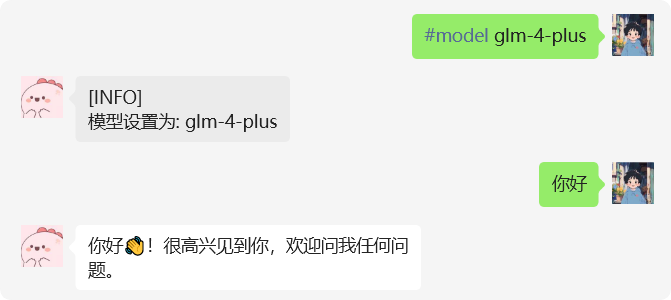 #model glm-4-plus
[INFO]
模型设置为: glm-4-plus
你好
你好👋！很高兴见到你，欢迎问我任何问
题。